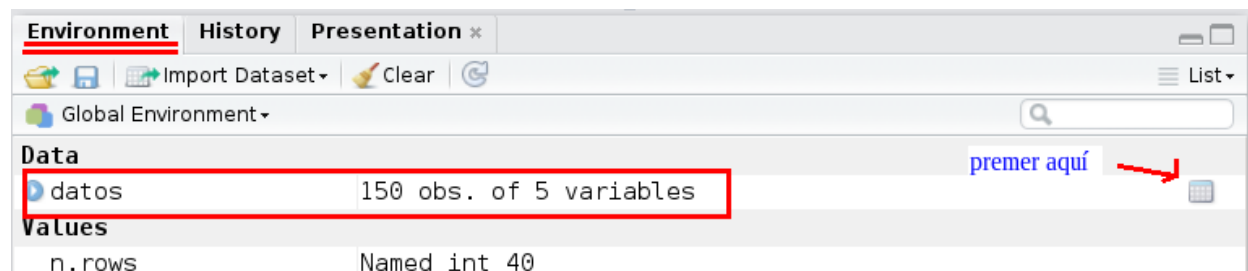 Environment History Presentation ×
Import Dataset Clear List
Global Environment
Data
premer aquí
datos 150 obs. of 5 variables
Values
n.rows Named int 40